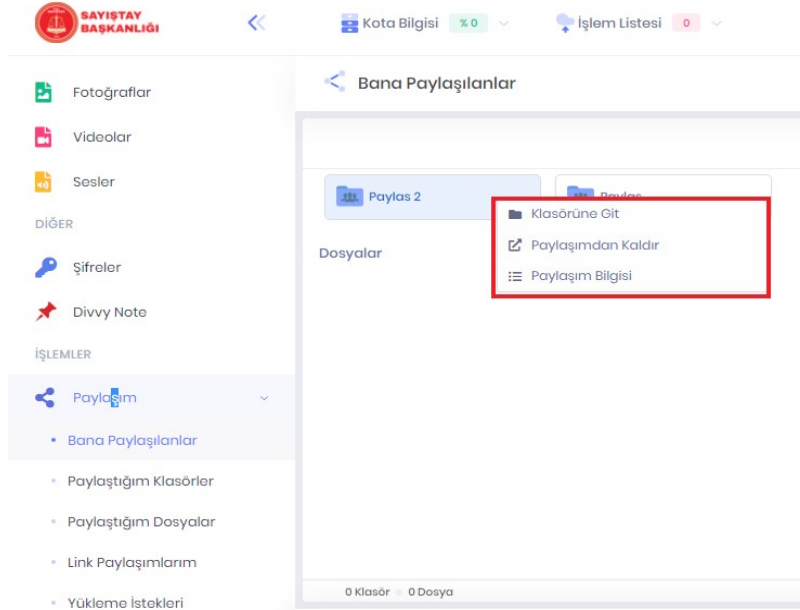 SAYIŞTAY
BAŞKANLIĞI
Kota Bilgisi %0
İşlem Listesi 0
Fotoğraflar
Videolar
Sesler
DİĞER
Şifreler
Divvy Note
İŞLEMLER
Paylaşım
Bana Paylaşılanlar
Paylaştığım Klasörler
Paylaştığım Dosyalar
Link Paylaşımlarım
Yükleme İstekleri
Bana Paylaşılanlar
Paylas 2
Paylas
Klasörüne Git
Paylaşımdan Kaldır
Paylaşım Bilgisi
Dosyalar
0 Klasör 0 Dosya